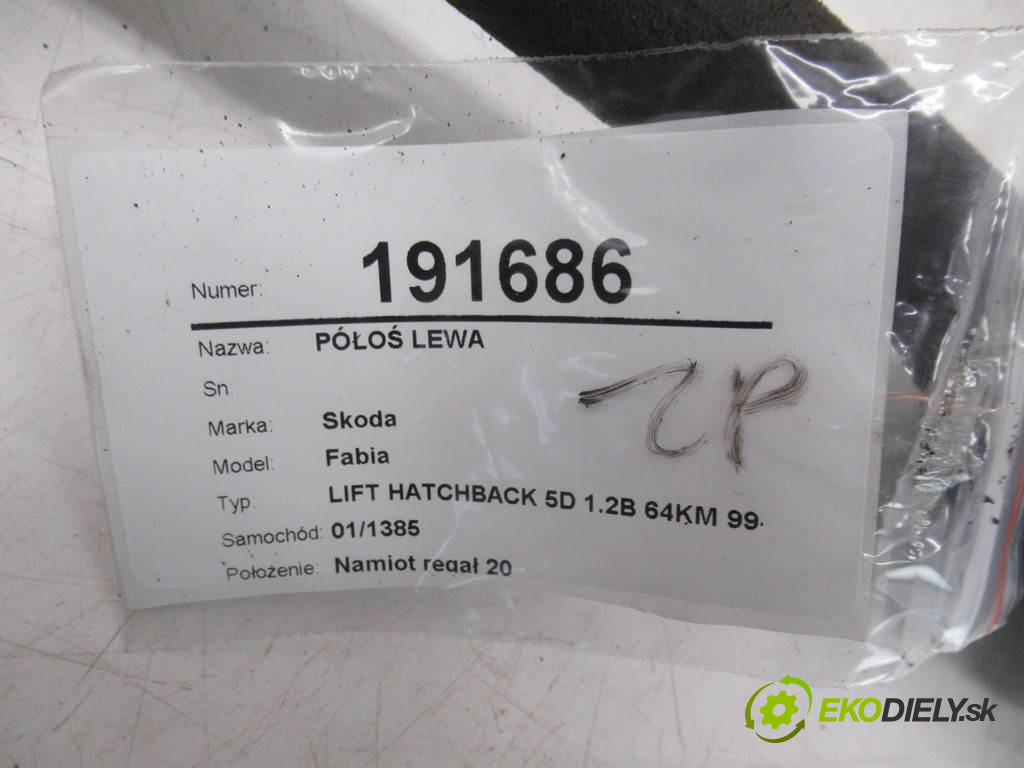 Numer: 191686
Nazwa: PÓŁOŚ LEWA
Sn
Marka: Skoda
Model: Fabia
Typ. LIFT HATCHBACK 5D 1.2B 64KM 99-
Samochód: 01/1385
Położenie: Namiot regał 20
EKODIELY.sk